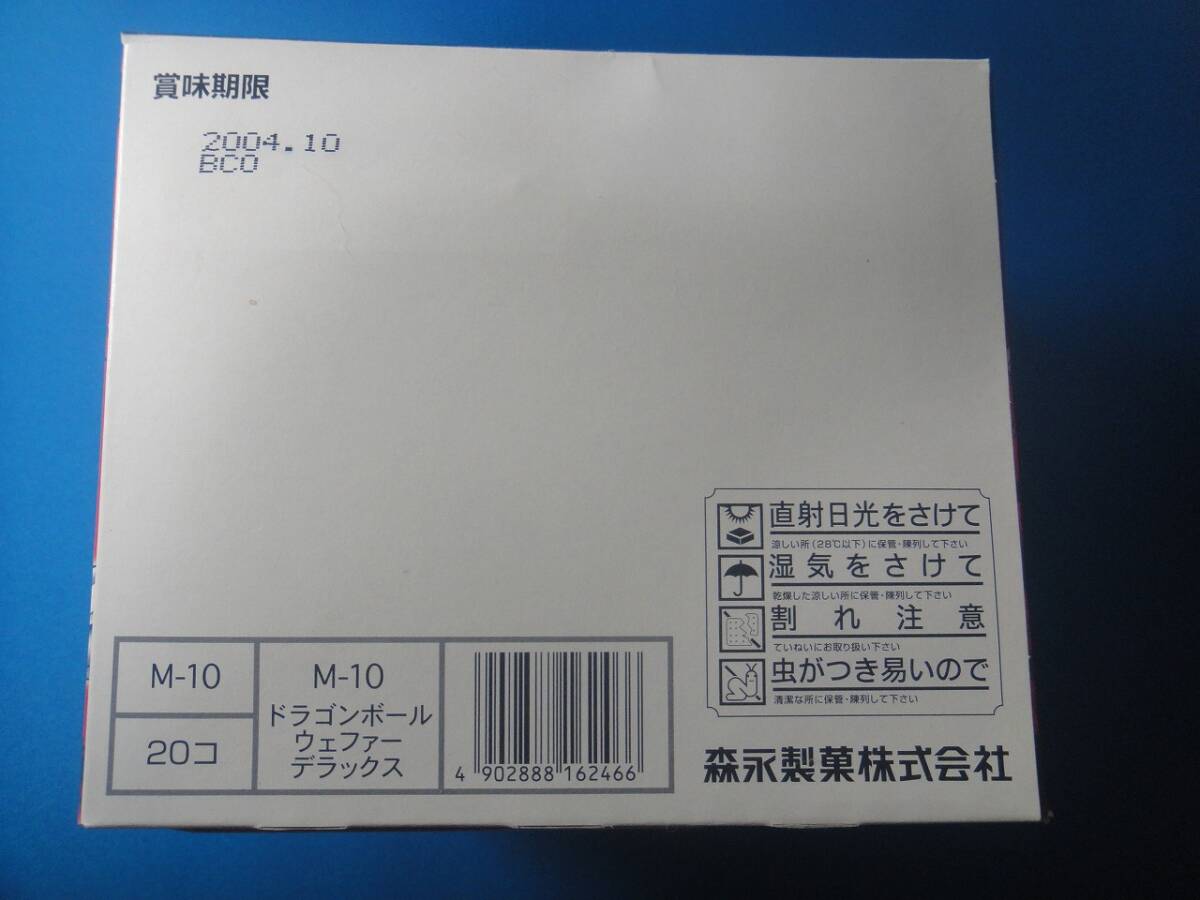 賞味期限
2004.10
BC0
直射日光をさけて
涼しい所(28℃以下)に保管・陳列して下さい
湿気をさけて
乾燥した涼しい所に保管・陳列して下さい
割れ注意
ていねいにお取り扱い下さい
虫がつき易いので
清潔な所に保管・陳列して下さい
M-10
20コ
M-10
ドラゴンボール
ウェファー
デラックス
4 902888 162466
森永製菓株式会社